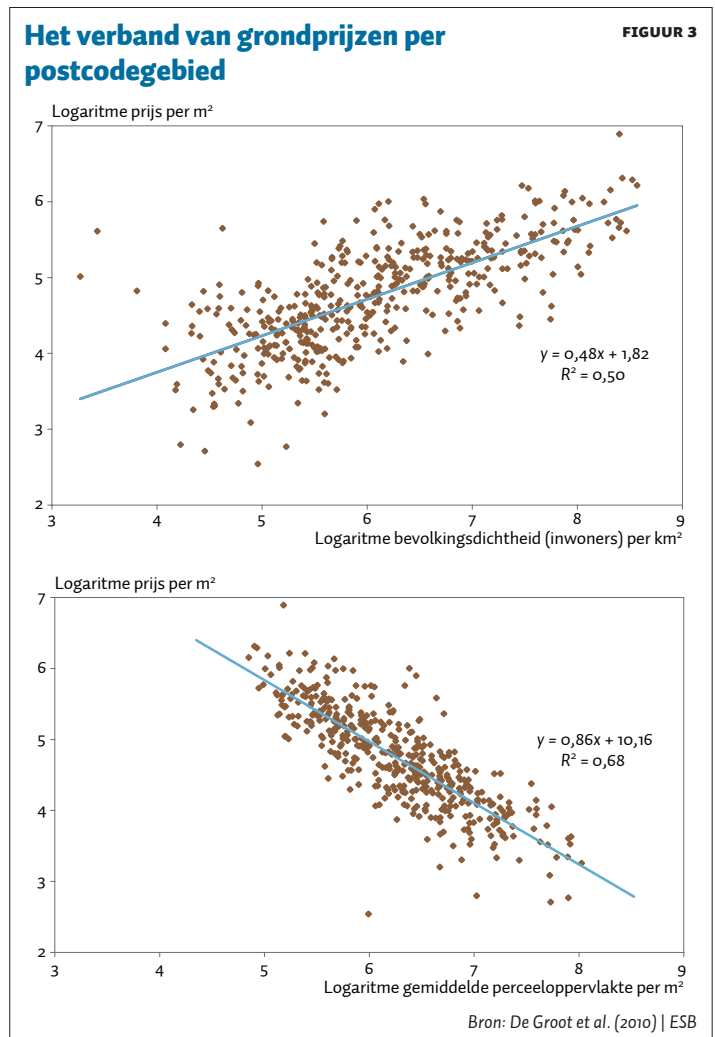 Het verband van grondprijzen per
postcodegebied
FIGUUR 3
Logaritme prijs per m²
7
6
5
4
3
2
y = 0,48x + 1,82
R² = 0,50
3 4 5 6 7 8 9
Logaritme bevolkingsdichtheid (inwoners) per km²
Logaritme prijs per m²
7
6
5
4
3
2
y = 0,86x + 10,16
R² = 0,68
3 4 5 6 7 8 9
Logaritme gemiddelde perceeloppervlakte per m²
Bron: De Groot et al. (2010) | ESB